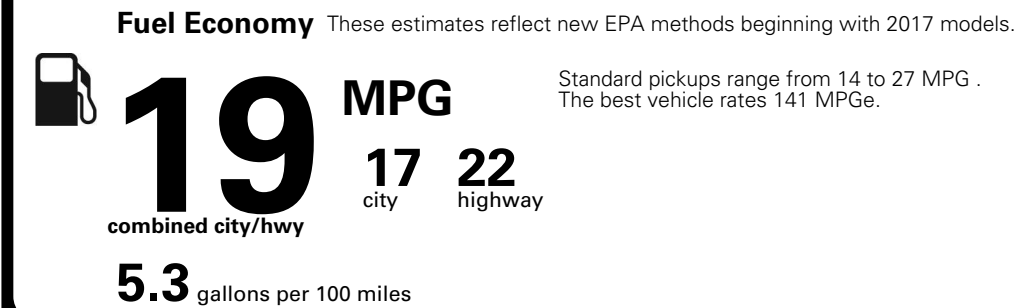 Fuel Economy These estimates reflect new EPA methods beginning with 2017 models.
19 MPG
Standard pickups range from 14 to 27 MPG .
The best vehicle rates 141 MPGe.
17 22
city highway
combined city/hwy
5.3 gallons per 100 miles